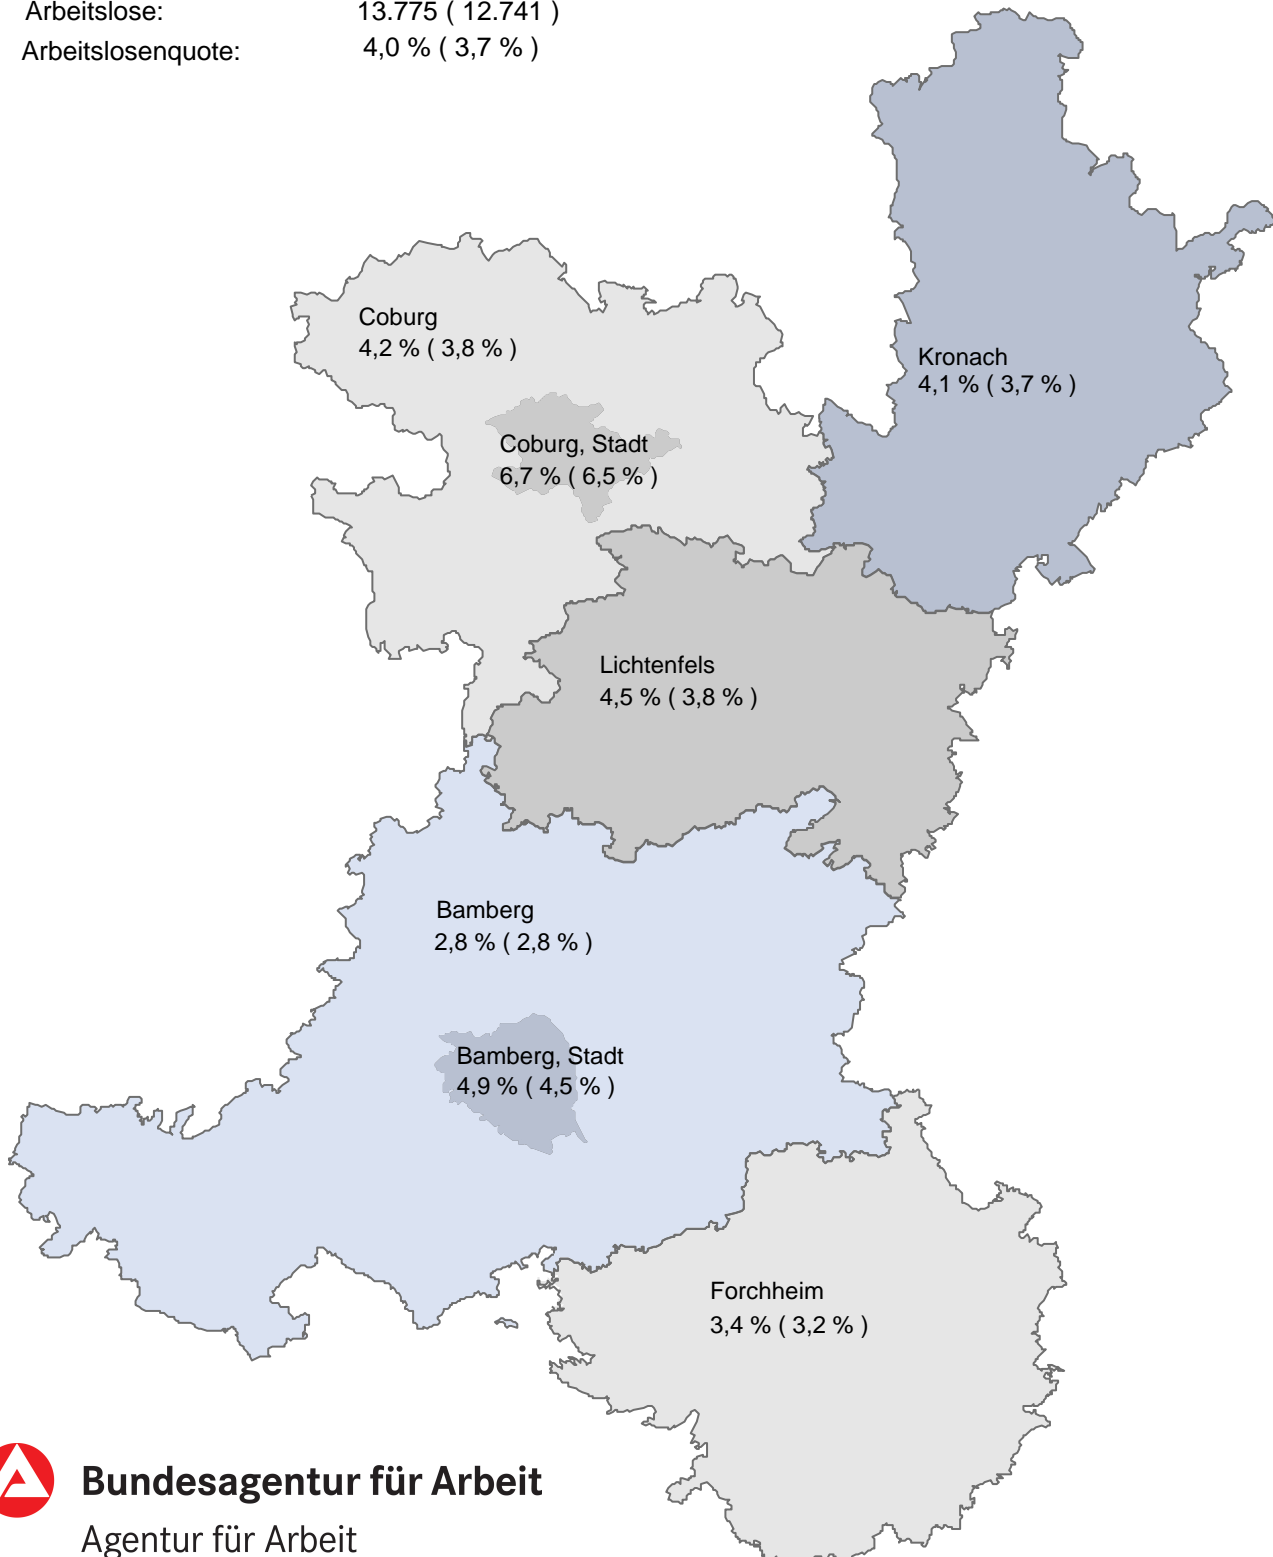 Arbeitslose: 13.775 ( 12.741 )
Arbeitslosenquote: 4,0 % ( 3,7 % )
Coburg
4,2 % ( 3,8 % )
Kronach
4,1 % ( 3,7 % )
Coburg, Stadt
6,7 % ( 6,5 % )
Lichtenfels
4,5 % ( 3,8 % )
Bamberg
2,8 % ( 2,8 % )
Bamberg, Stadt
4,9 % ( 4,5 % )
Forchheim
3,4 % ( 3,2 % )
Bundesagentur für Arbeit
Agentur für Arbeit